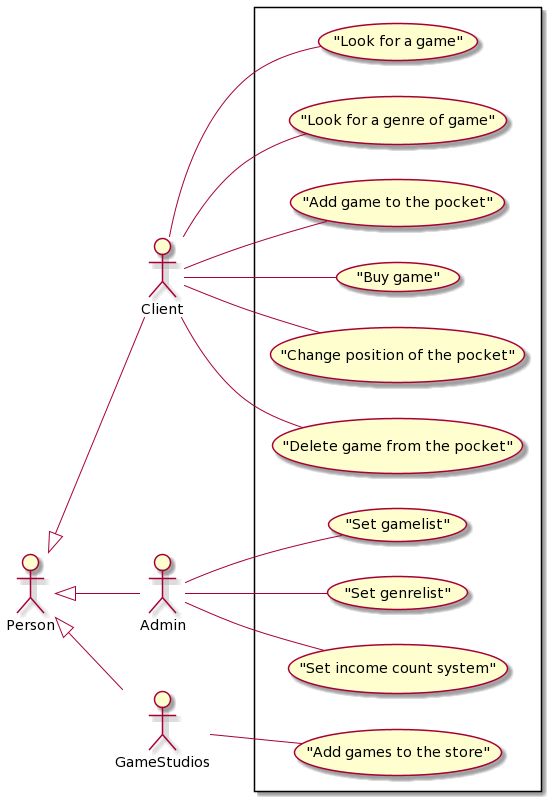 "Look for a game"
"Look for a genre of game"
"Add game to the pocket"
"Buy game"
Client
"Change position of the pocket"
"Delete game from the pocket"
"Set gamelist"
"Set genrelist"
Person
Admin
"Set income count system"
"Add games to the store"
GameStudios